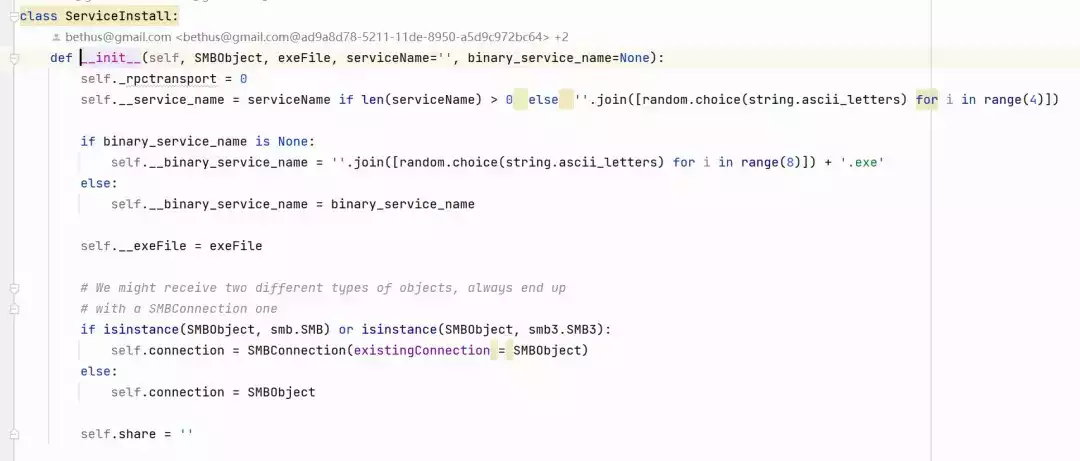 class ServiceInstall:
bethus@gmail.com <bethus@gmail.com@ad9a8d78-5211-11de-8950-a5d9c972bc64> +2
def __init__(self, SMBObject, exeFile, serviceName='', binary_service_name=None):
self._rpctransport = 0
self.__service_name = serviceName if len(serviceName) > 0 else ''.join([random.choice(string.ascii_letters) for i in range(4)])
if binary_service_name is None:
self.__binary_service_name = ''.join([random.choice(string.ascii_letters) for i in range(8)]) + '.exe'
else:
self.__binary_service_name = binary_service_name
self.__exeFile = exeFile
# We might receive two different types of objects, always end up
# with a SMBConnection one
if isinstance(SMBObject, smb.SMB) or isinstance(SMBObject, smb3.SMB3):
self.connection = SMBConnection(existingConnection = SMBObject)
else:
self.connection = SMBObject
self.share = ''